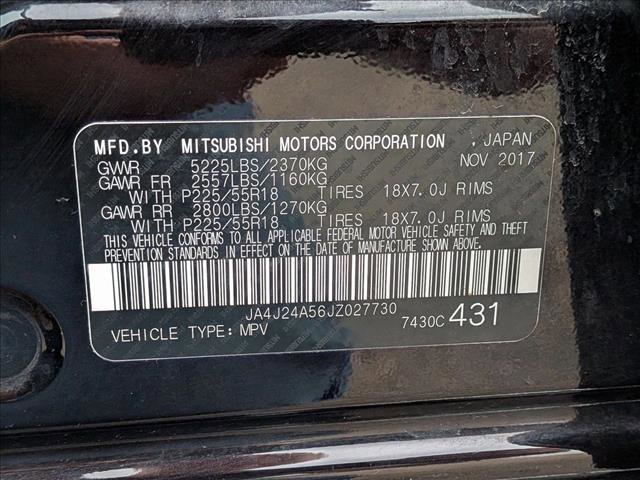 MFD.BY MITSUBISHI MOTORS CORPORATION , JAPAN
GVWR 5225LBS/2370KG NOV 2017
GAWR FR 2557LBS/1160KG
WITH P225/55R18 TIRES 18X7.0J RIMS
GAWR RR 2800LBS/1270KG
WITH P225/55R18 TIRES 18X7.0J RIMS
THIS VEHICLE CONFORMS TO ALL APPLICABLE FEDERAL MOTOR VEHICLE SAFETY AND
THEFT PREVENTION STANDARDS IN EFFECT ON THE DATE OF MANUFACTURE SHOWN ABOVE.
JA4J24A56JZ027730
VEHICLE TYPE: MPV 7430C 431